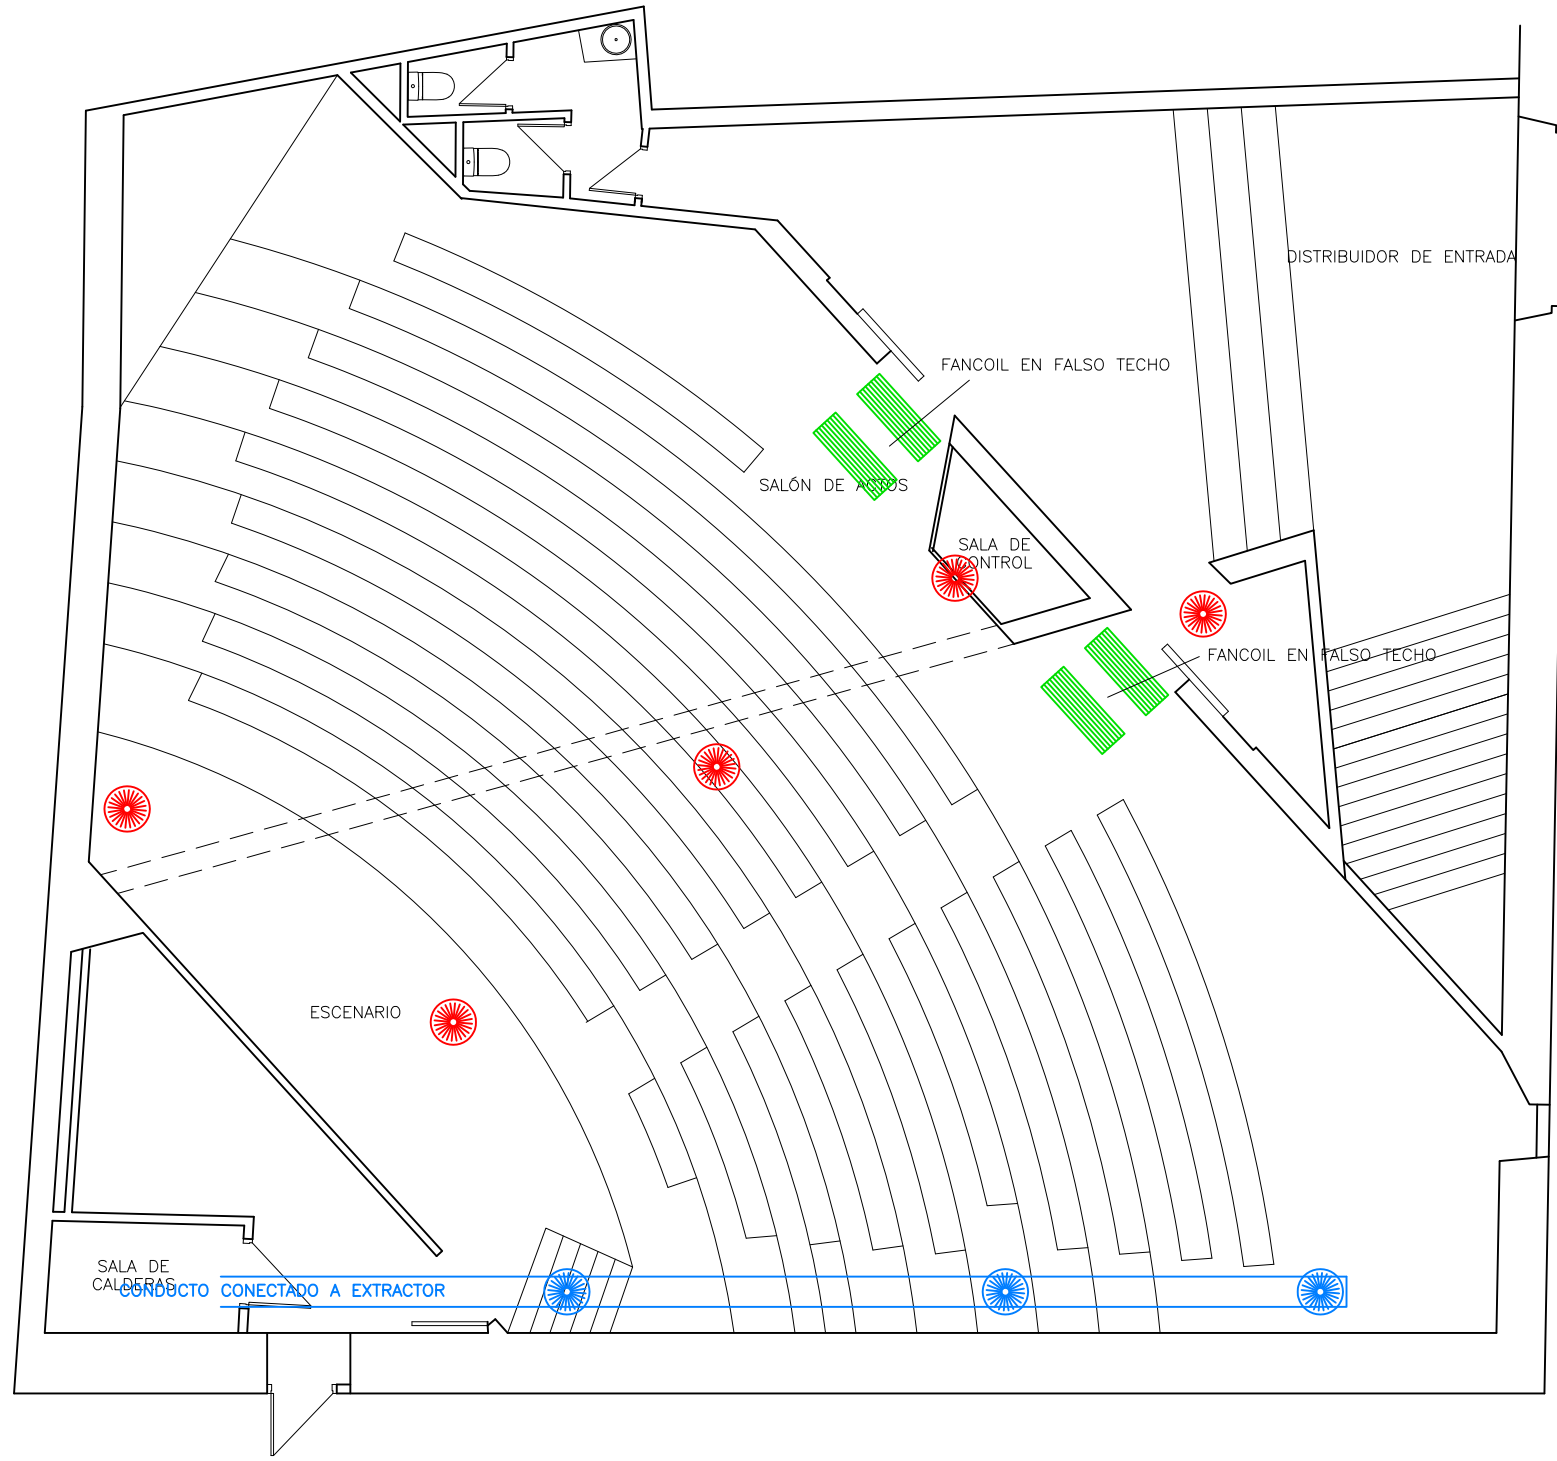 DISTRIBUIDOR DE ENTRADA
FANCOIL EN FALSO TECHO
SALÓN DE ACTOS
SALA DE
CONTROL
FANCOIL EN FALSO TECHO
ESCENARIO
SALA DE
CALDERAS
CONDUCTO CONECTADO A EXTRACTOR